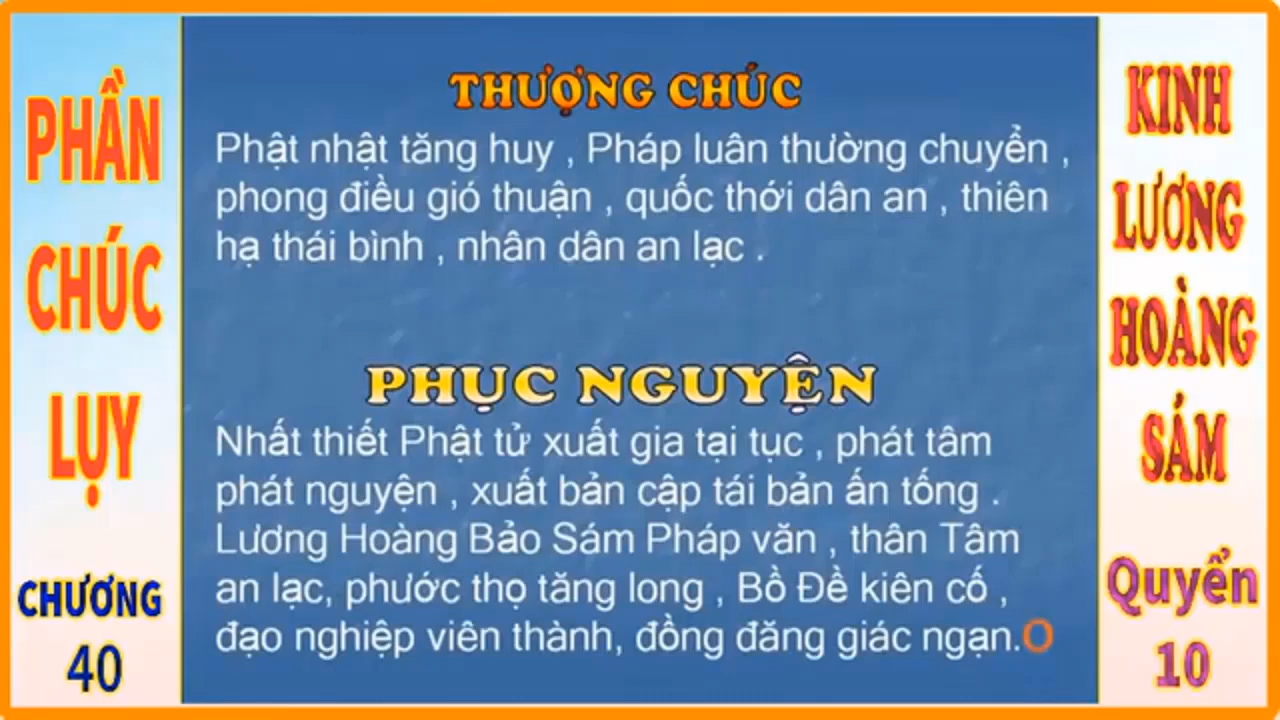 PHẦN
CHÚC
LỤY
CHƯƠNG
40
THƯỢNG CHÚC
Phật nhật tăng huy , Pháp luân thường chuyển ,
phong điều gió thuận , quốc thới dân an , thiên
hạ thái bình , nhân dân an lạc .
PHỤC NGUYỆN
Nhất thiết Phật tử xuất gia tại tục , phát tâm
phát nguyện , xuất bản cập tái bản ấn tống .
Lương Hoàng Bảo Sám Pháp văn , thân Tâm
an lạc, phước thọ tăng long , Bồ Đề kiên cố ,
đạo nghiệp viên thành, đồng đăng giác ngạn.O
KINH
LƯƠNG
HOÀNG
SÁM
Quyển
10